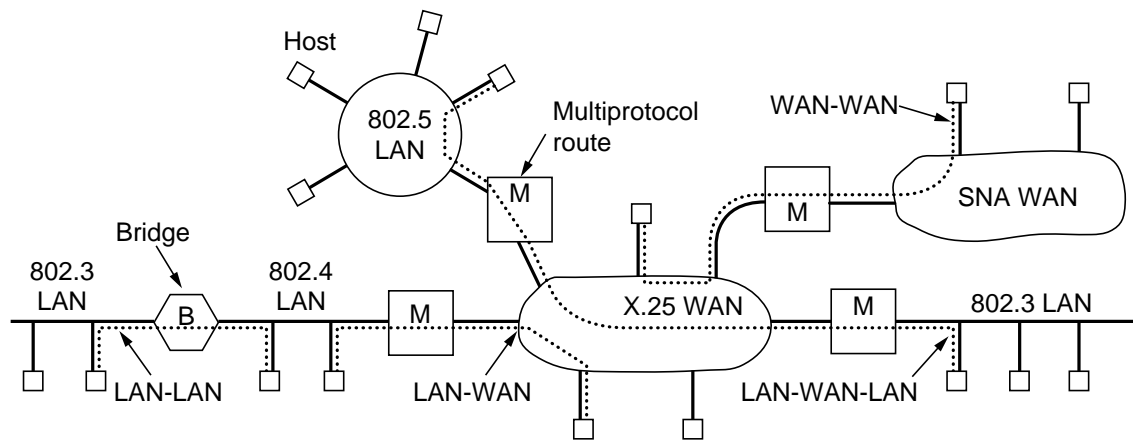 Host
802.5
LAN
Multiprotocol
route
M
WAN-WAN
M
SNA WAN
Bridge
802.3
LAN
B
802.4
LAN
M
X.25 WAN
M
802.3 LAN
LAN-LAN
LAN-WAN
LAN-WAN-LAN